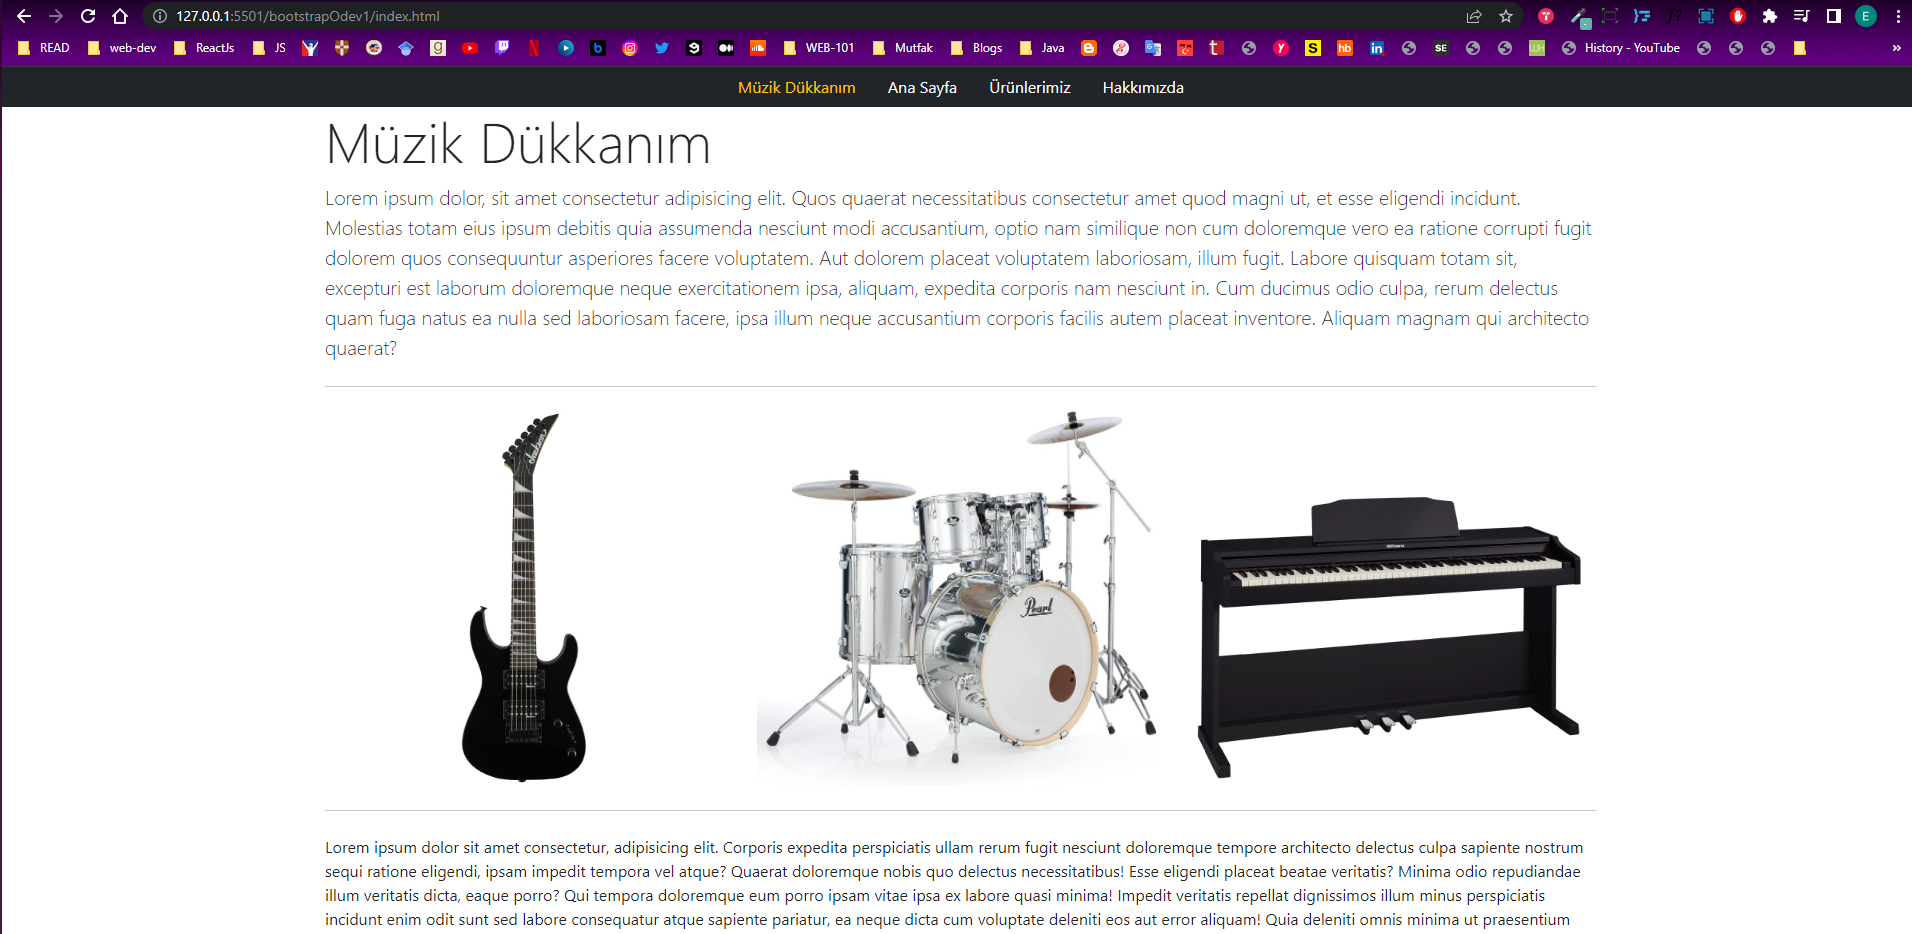 127.0.0.1:5501/bootstrapOdev1/index.html
E
READ web-dev ReactJs JS WEB-101 Mutfak Blogs Java SE History - YouTube »
Müzik Dükkanım Ana Sayfa Ürünlerimiz Hakkımızda
Müzik Dükkanım
Lorem ipsum dolor, sit amet consectetur adipisicing elit. Quos quaerat necessitatibus consectetur amet quod magni ut, et esse eligendi incidunt.
Molestias totam eius ipsum debitis quia assumenda nesciunt modi accusantium, optio nam similique non cum doloremque vero ea ratione corrupti fugit
dolorem quos consequuntur asperiores facere voluptatem. Aut dolorem placeat voluptatem laboriosam, illum fugit. Labore quisquam totam sit,
excepturi est laborum doloremque neque exercitationem ipsa, aliquam, expedita corporis nam nesciunt in. Cum ducimus odio culpa, rerum delectus
quam fuga natus ea nulla sed laboriosam facere, ipsa illum neque accusantium corporis facilis autem placeat inventore. Aliquam magnam qui architecto
quaerat?
Jackson
Pearl
Roland
Lorem ipsum dolor sit amet consectetur, adipisicing elit. Corporis expedita perspiciatis ullam rerum fugit nesciunt doloremque tempore architecto delectus culpa sapiente nostrum
sequi ratione eligendi, ipsam impedit tempora vel atque? Quaerat doloremque nobis quo delectus necessitatibus! Esse eligendi placeat beatae veritatis? Minima odio repudiandae
illum veritatis dicta, eaque porro? Qui tempora doloremque eum porro ipsam vitae ipsa ex labore quasi minima! Impedit veritatis repellat dignissimos illum minus perspiciatis
incidunt enim odit sunt sed labore consequatur atque sapiente pariatur, ea neque dicta cum voluptate deleniti eos aut error aliquam! Quia deleniti omnis minima ut praesentium